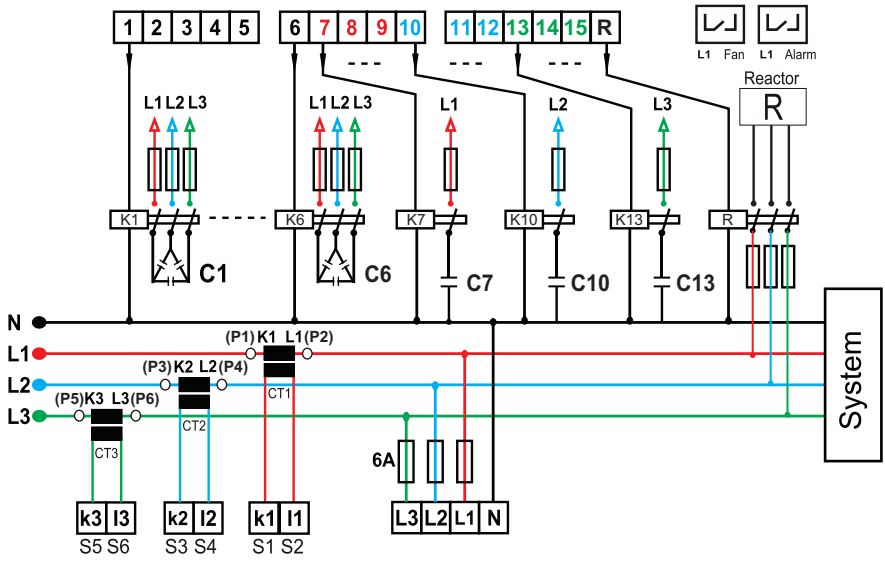 1 2 3 4 5
6 7 8 9 10
11 12 13 14 15 R
L1 Fan
L1 Alarm
Reactor
R
L1 L2 L3
L1 L2 L3
L1
L2
L3
K1
K6
K7
K10
K13
R
C1
C6
C7
C10
C13
N
L1
L2
L3
(P1) K1 L1 (P2)
CT1
(P3) K2 L2 (P4)
CT2
(P5) K3 L3 (P6)
CT3
System
6A
k3 l3
S5 S6
k2 l2
S3 S4
k1 l1
S1 S2
L3 L2 L1 N